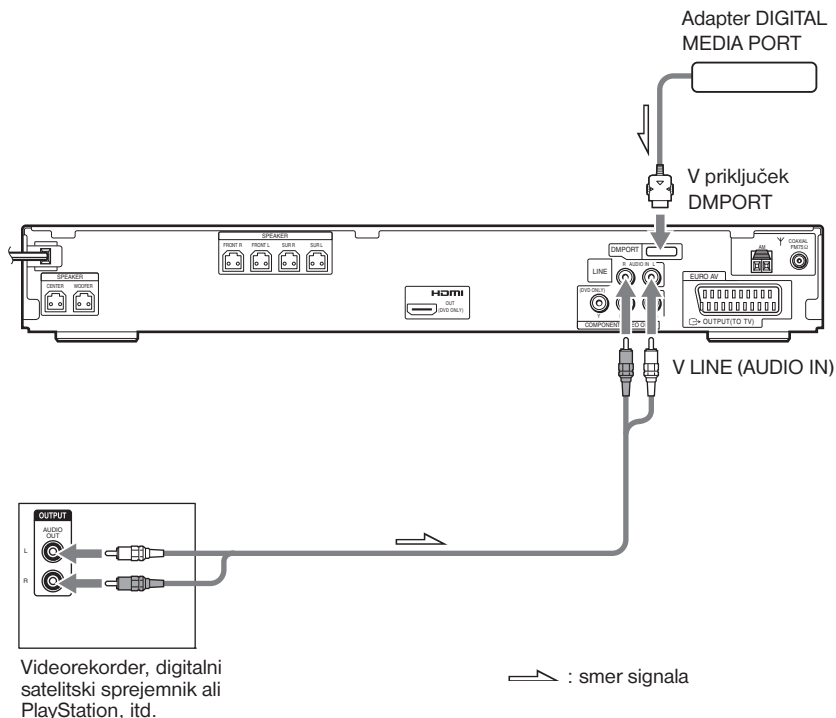 Adapter DIGITAL
MEDIA PORT
V priključek
DMPORT
SPEAKER
FRONT R FRONT L SUR R SUR L
SPEAKER
CENTER WOOFER
HDMI
OUT
(DVD ONLY)
DMPORT
LINE
R AUDIO IN L
(DVD ONLY)
Y
COMPONENT
EURO AV
OUTPUT(TO TV)
AM
COAXIAL
FM75Ω
V LINE (AUDIO IN)
OUTPUT
AUDIO
OUT
L
R
Videorekorder, digitalni
satelitski sprejemnik ali
PlayStation, itd.
: smer signala